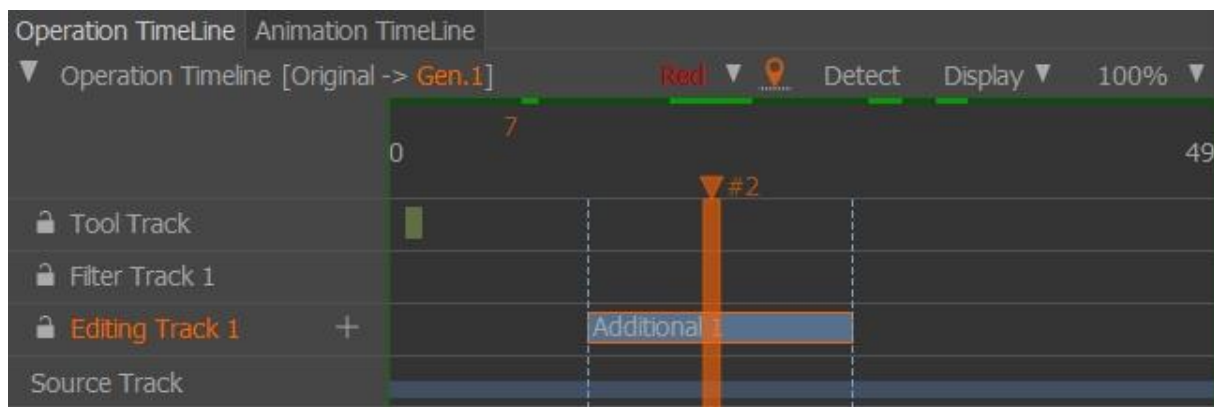 Operation TimeLine Animation TimeLine
Operation Timeline [Original -> Gen.1] Red Detect Display 100%
7
0 49
#2
Tool Track
Filter Track 1
Editing Track 1 + Additional 1
Source Track